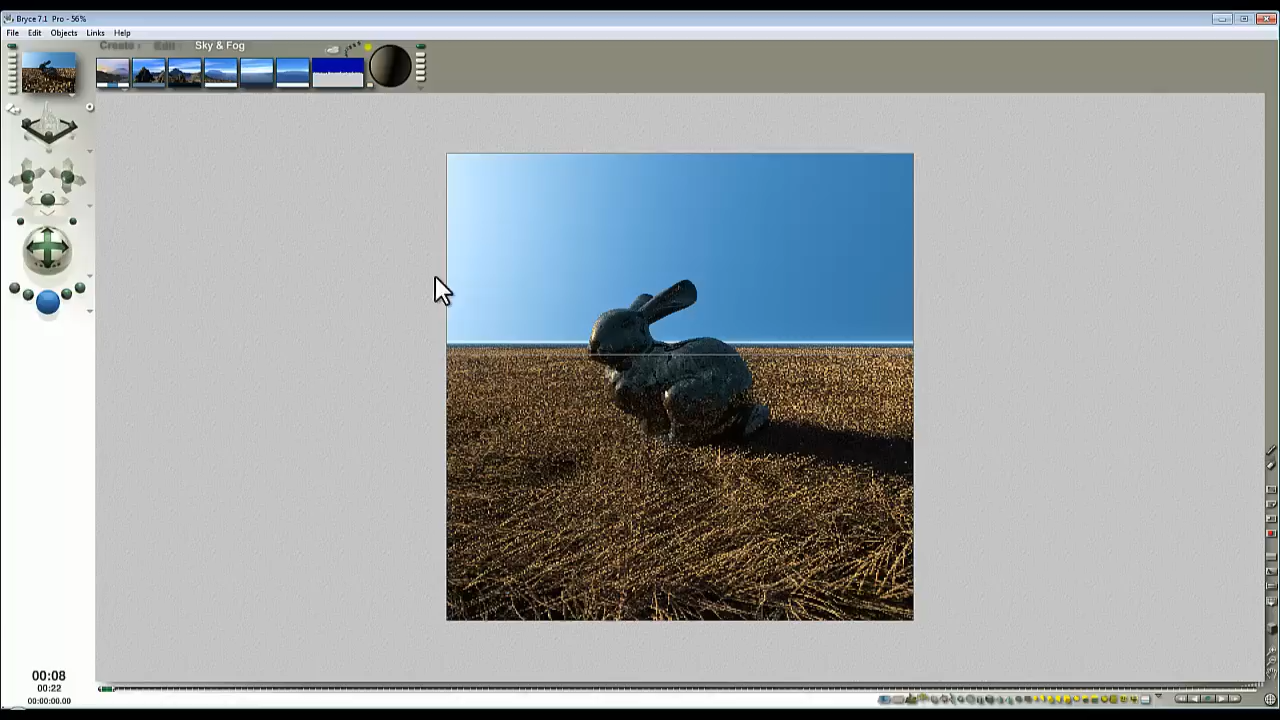 Bryce 7.1 Pro - 56%
File Edit Objects Links Help
Create Edit Sky & Fog
00:08
00:22
00:00:00.00